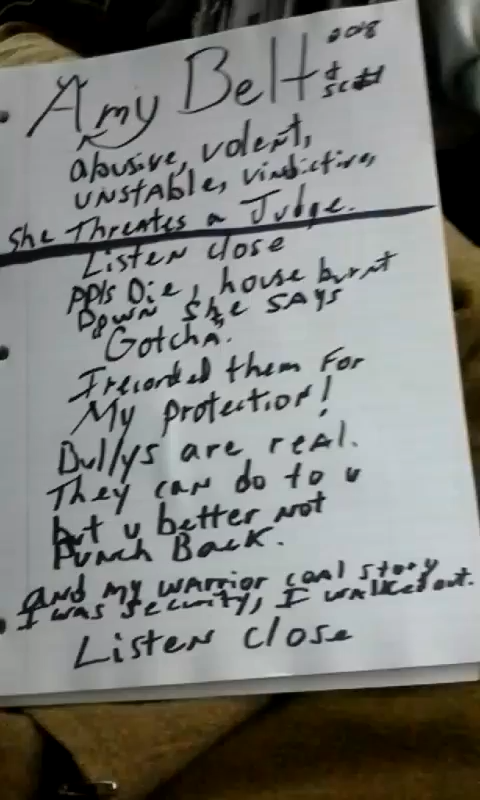 2018
Amy Belt
& Scott
abusive, volent,
UNSTABLE, vindictive,
She Threates a Judge.
Listen close
ppls Die, house burnt
Down She SAYS
Gotcha.
I recorded them For
My protection!
Bullys are real.
They can do to u
but u better Not
Punch Back.
and my warrior coal story
I was security, I walked out.
Listen close